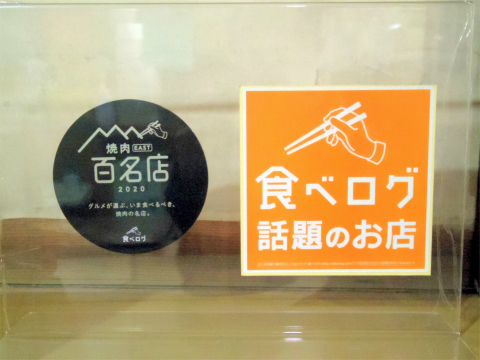 焼肉 EAST
百名店
2020
グルメが選ぶ、いま食べるべき、
焼肉の名店。
食べログ
食べログ
話題のお店